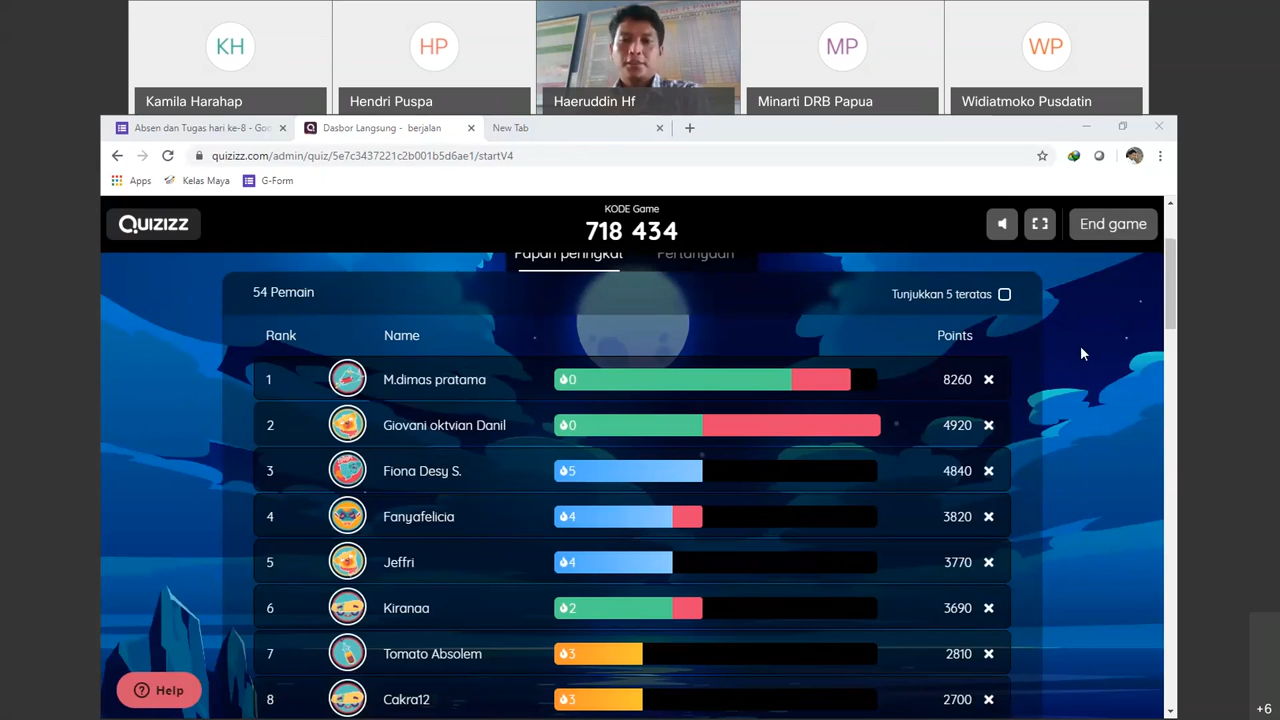 KH
HP
MP
WP
Kamila Harahap
Hendri Puspa
Haeruddin Hf
Minarti DRB Papua
Widiatmoko Pusdatin
Absen dan Tugas hari ke-8 - Goo
Dasbor Langsung - berjalan
New Tab
quizizz.com/admin/quiz/5e7c3437221c2b001b5d6ae1/startV4
Apps
Kelas Maya
G-Form
QUIZIZZ
KODE Game
718 434
End game
Papan peringkat
Pertanyaan
54 Pemain
Tunjukkan 5 teratas
Rank Name Points
1 M.dimas pratama 0 8260
2 Giovani oktvian Danil 0 4920
3 Fiona Desy S. 5 4840
4 Fanyafelicia 4 3820
5 Jeffri 4 3770
6 Kiranaa 2 3690
7 Tomato Absolem 3 2810
8 Cakra12 3 2700
Help
+6